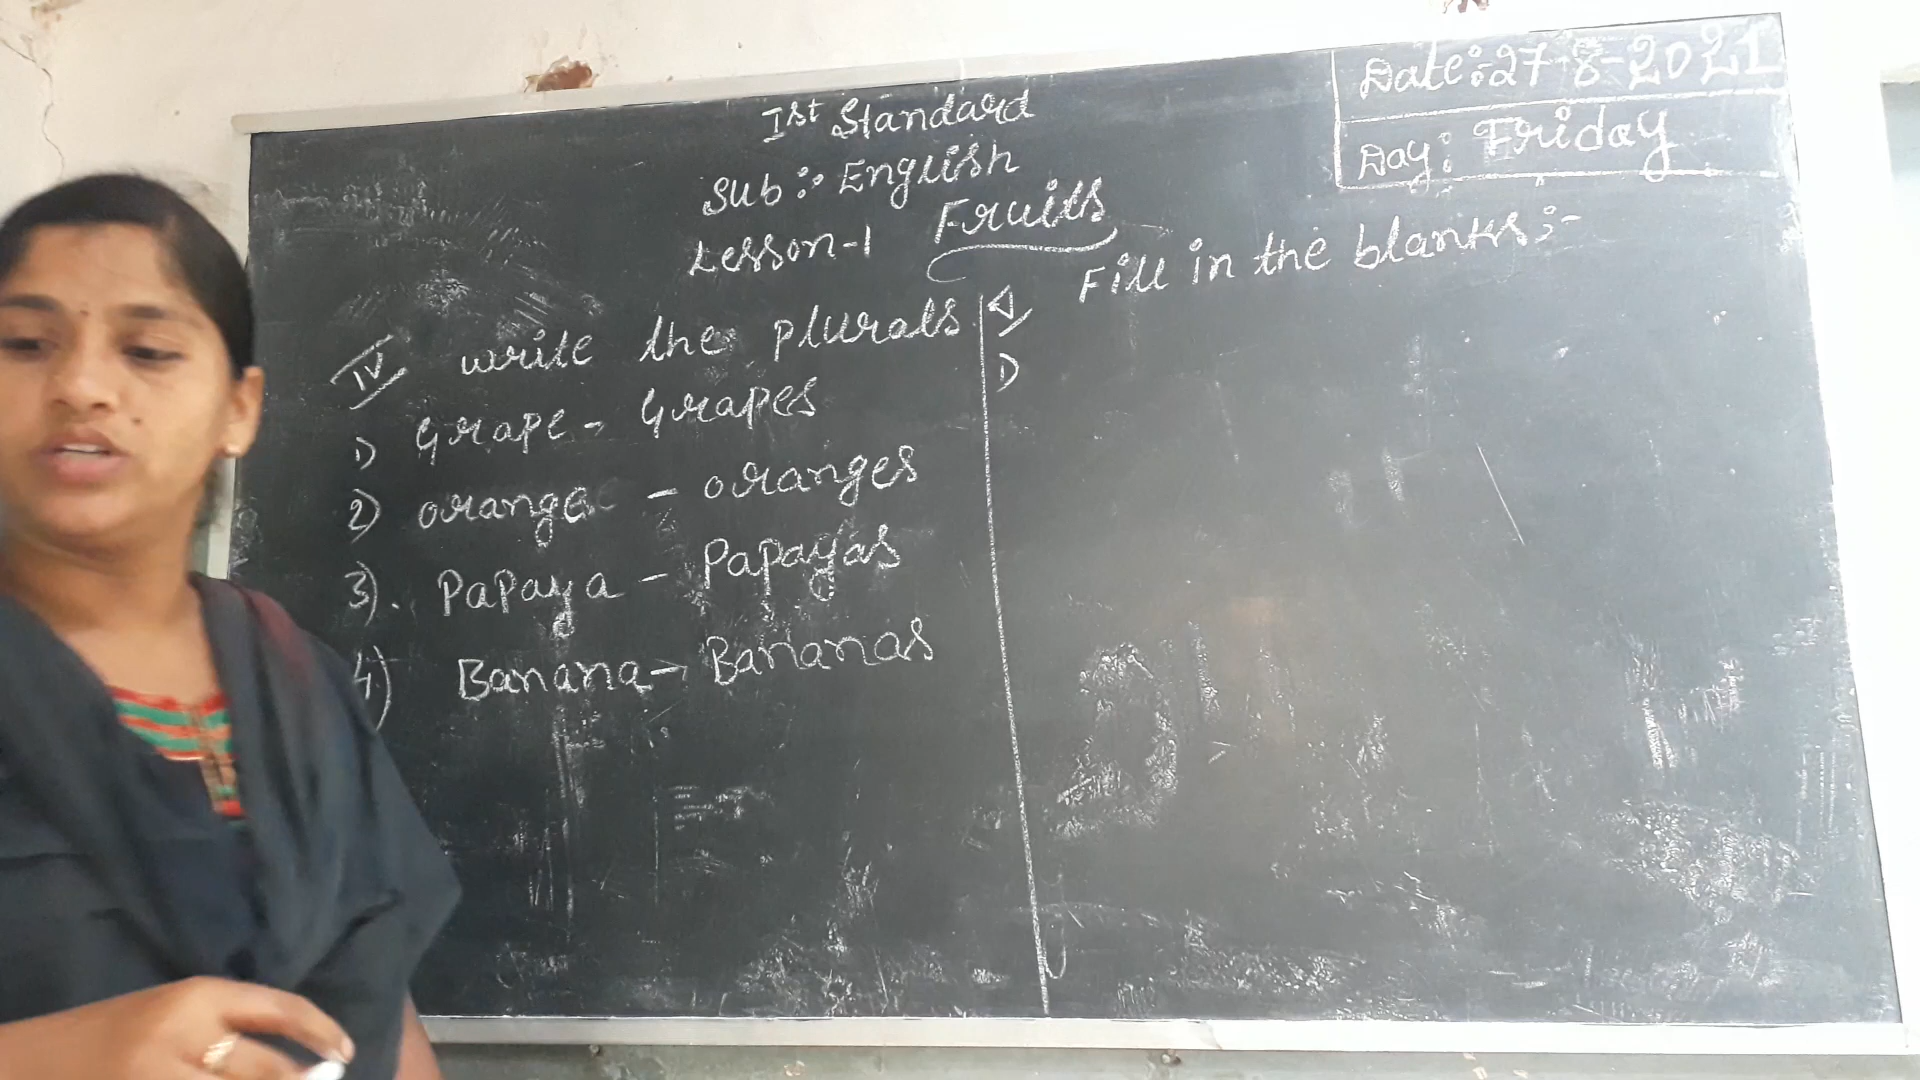 Date: 27-8-2021
Day: Friday
Ist Standard
Sub: English
Lesson-1 Fruits
IV write the plurals
1) Grape - Grapes
2) orange - oranges
3). Papaya - Papayas
4) Banana - Bananas
V Fill in the blanks:-
1)